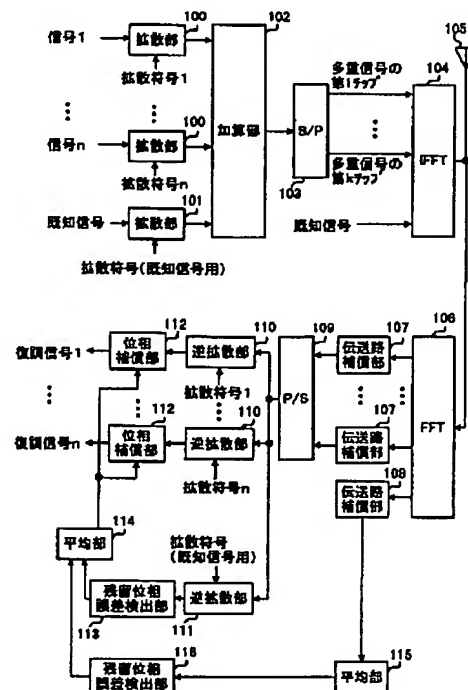 100
102
105
信号1
拡散部
104
拡散符号1
多重信号の
第1チップ
100
信号n
拡散部
加算部
S/P
IFFT
拡散符号n
101
103
多重信号の
第kチップ
既知信号
拡散部
既知信号
拡散符号(既知信号用)
112
110
109
107
106
復調信号1
位相
補償部
逆拡散部
伝送路
補償部
拡散符号1
112
110
P/S
107
FFT
復調信号n
位相
補償部
逆拡散部
伝送路
補償部
拡散符号n
108
伝送路
補償部
114
平均部
拡散符号
(既知信号用)
残留位相
誤差検出部
逆拡散部
113
111
116
115
残留位相
誤差検出部
平均部